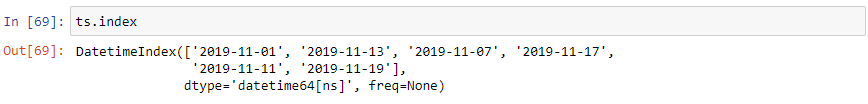 In [69]: ts.index
Out[69]: DatetimeIndex(['2019-11-01', '2019-11-13', '2019-11-07', '2019-11-17',
'2019-11-11', '2019-11-19'],
dtype='datetime64[ns]', freq=None)